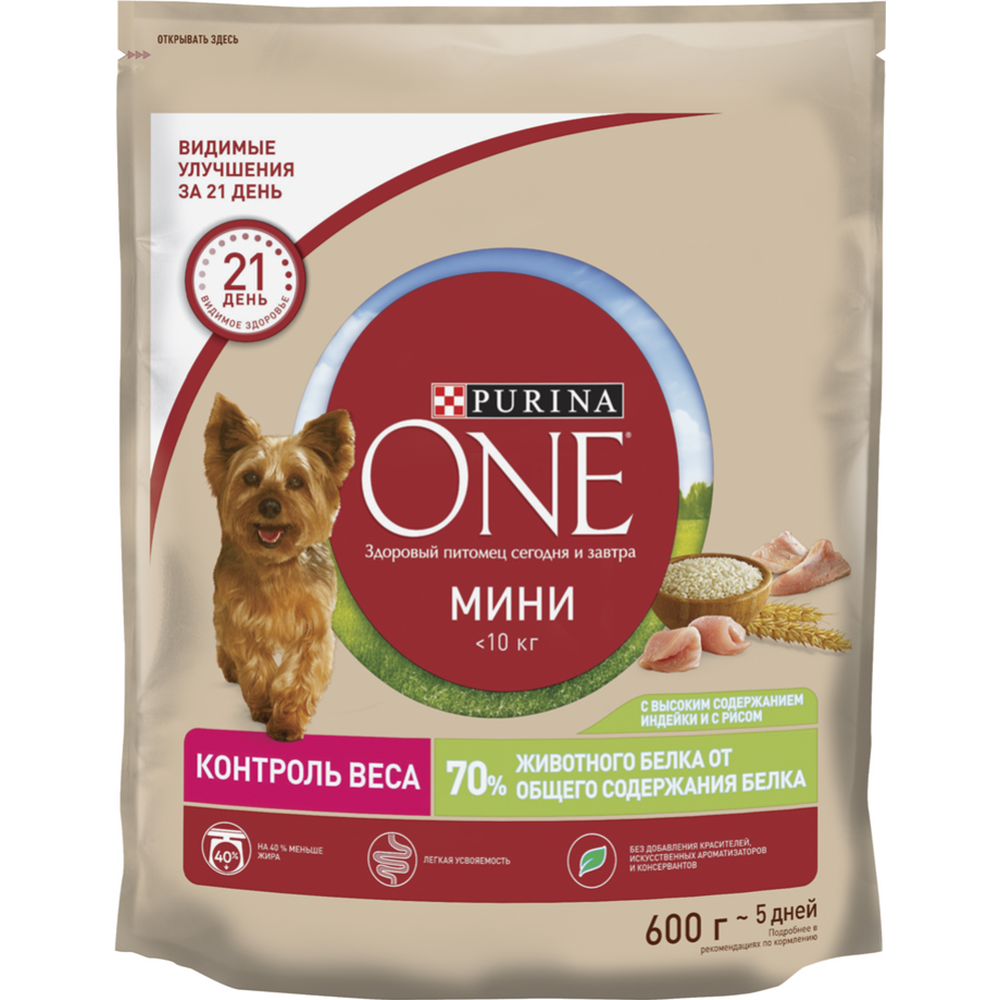 ОТКРЫВАТЬ ЗДЕСЬ
ВИДИМЫЕ
УЛУЧШЕНИЯ
ЗА 21 ДЕНЬ
21
ДЕНЬ
ВИДИМОЕ ЗДОРОВЬЕ
PURINA
ONE®
Здоровый питомец сегодня и завтра
МИНИ
<10 кг
С ВЫСОКИМ СОДЕРЖАНИЕМ
ИНДЕЙКИ И С РИСОМ
КОНТРОЛЬ ВЕСА
70% ЖИВОТНОГО БЕЛКА ОТ
ОБЩЕГО СОДЕРЖАНИЯ БЕЛКА
40%
НА 40 % МЕНЬШЕ
ЖИРА
ЛЕГКАЯ УСВОЯЕМОСТЬ
БЕЗ ДОБАВЛЕНИЯ КРАСИТЕЛЕЙ,
ИСКУССТВЕННЫХ АРОМАТИЗАТОРОВ
И КОНСЕРВАНТОВ
600 г ~ 5 дней
Подробнее в
рекомендациях по кормлению